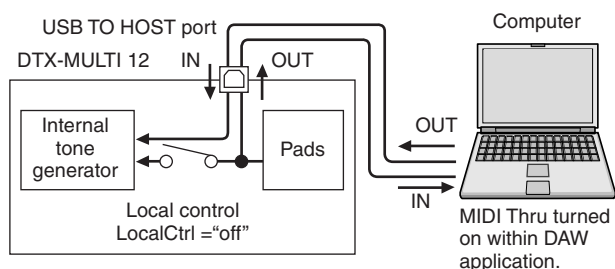 USB TO HOST port
DTX-MULTI 12
IN
OUT
Computer
Internal
tone
generator
Pads
Local control
LocalCtrl =“off”
OUT
IN
MIDI Thru turned
on within DAW
application.